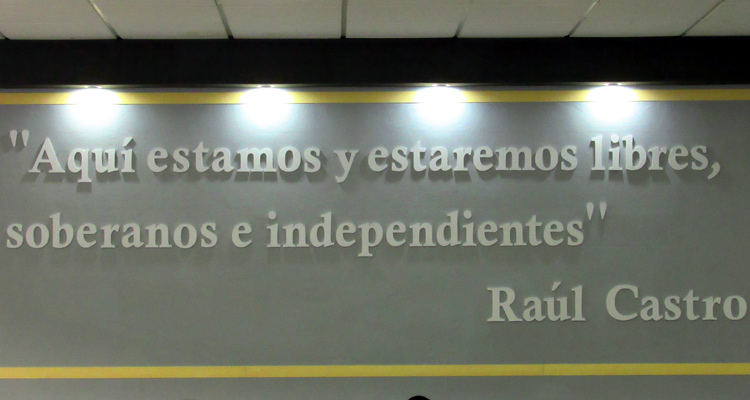 "Aquí estamos y estaremos libres,
soberanos e independientes"
Raúl Castro